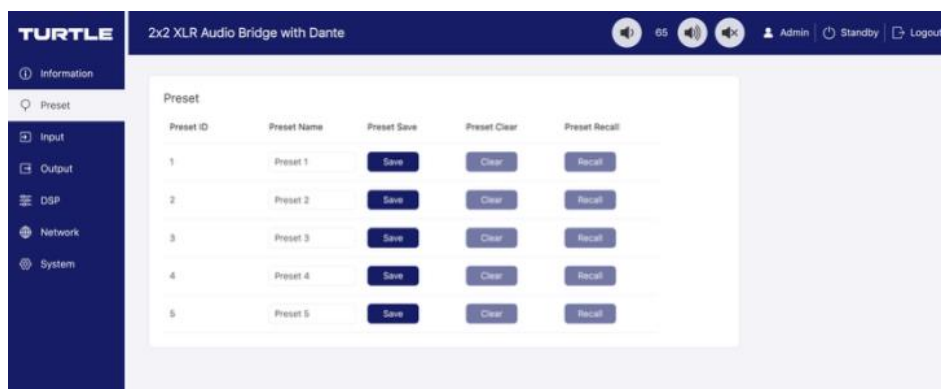 TURTLE
2x2 XLR Audio Bridge with Dante
65
Admin
Standby
Logout
Information
Preset
Input
Output
DSP
Network
System
Preset
Preset ID Preset Name Preset Save Preset Clear Preset Recall
1 Preset 1 Save Clear Recall
2 Preset 2 Save Clear Recall
3 Preset 3 Save Clear Recall
4 Preset 4 Save Clear Recall
5 Preset 5 Save Clear Recall